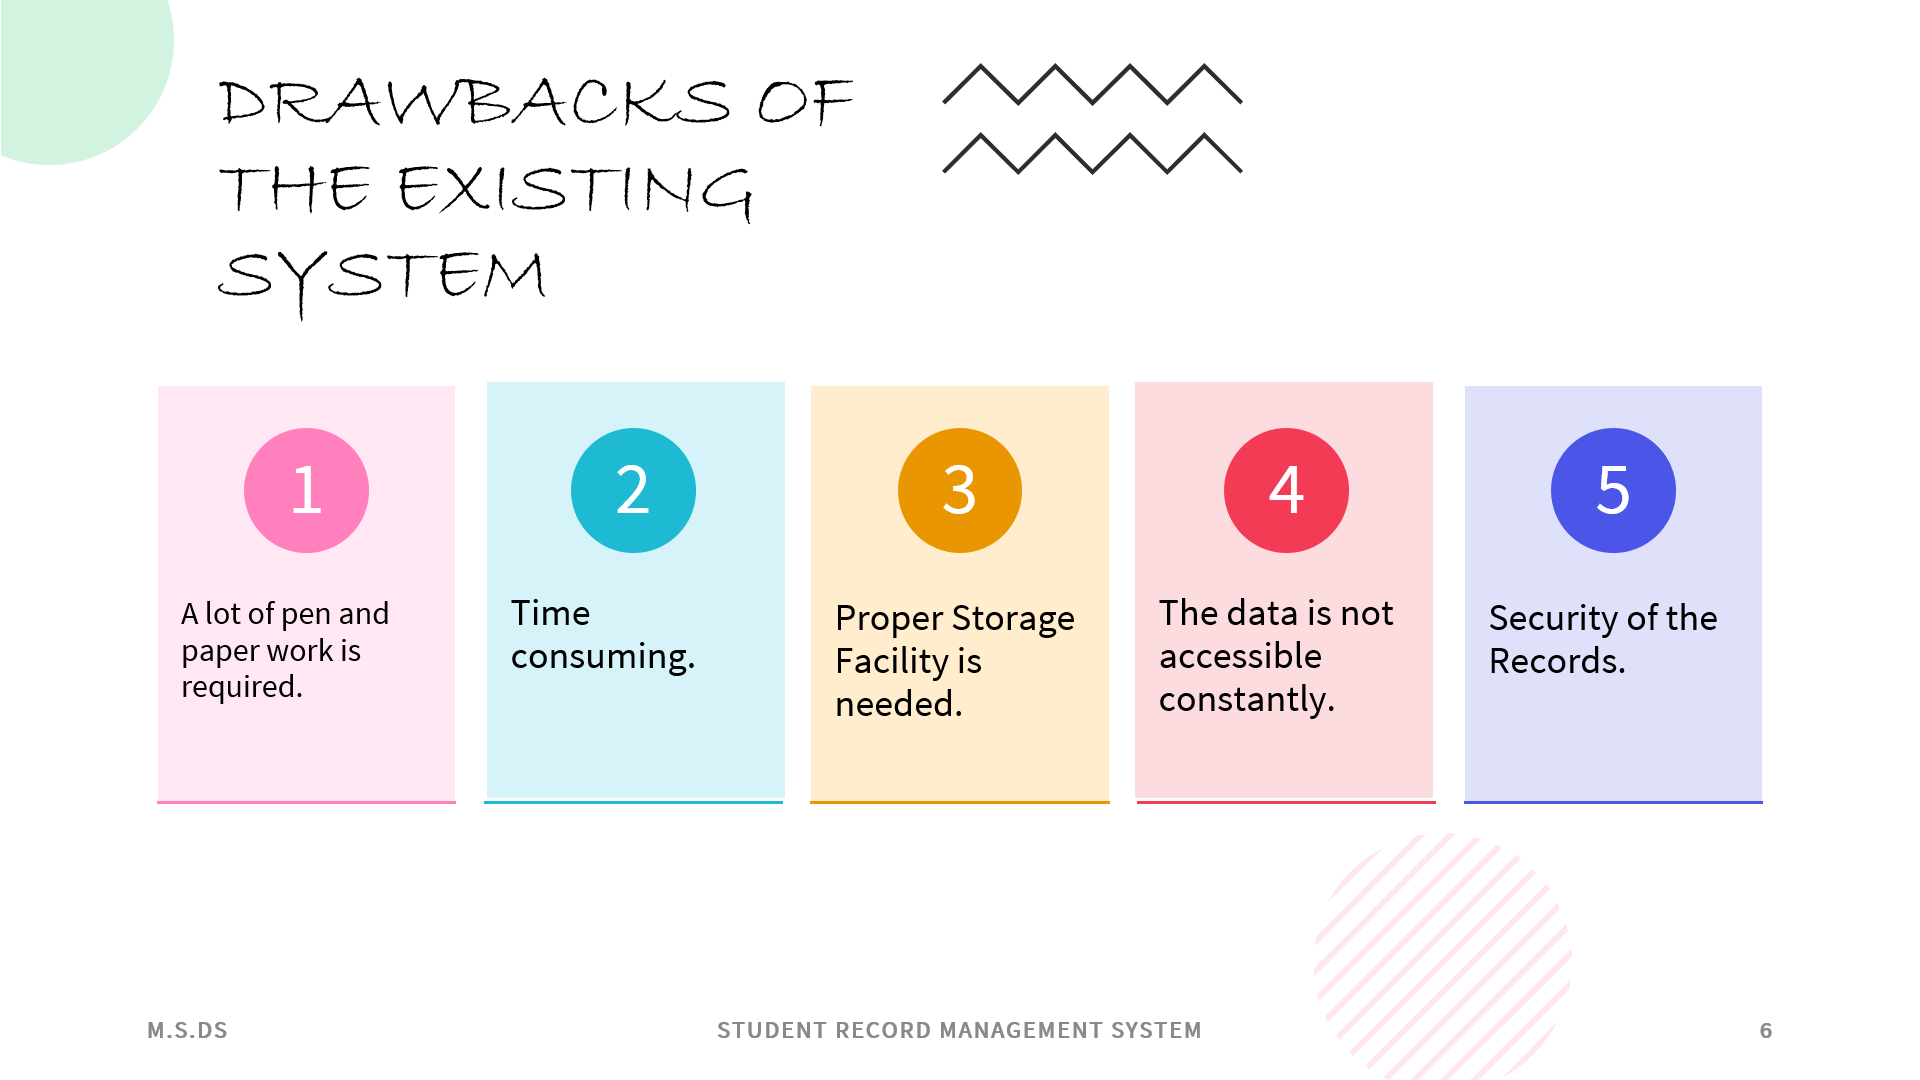 DRAWBACKS OF
THE EXISTING
SYSTEM
1
A lot of pen and
paper work is
required.
2
Time
consuming.
3
Proper Storage
Facility is
needed.
4
The data is not
accessible
constantly.
5
Security of the
Records.
M.S.DS
STUDENT RECORD MANAGEMENT SYSTEM
6